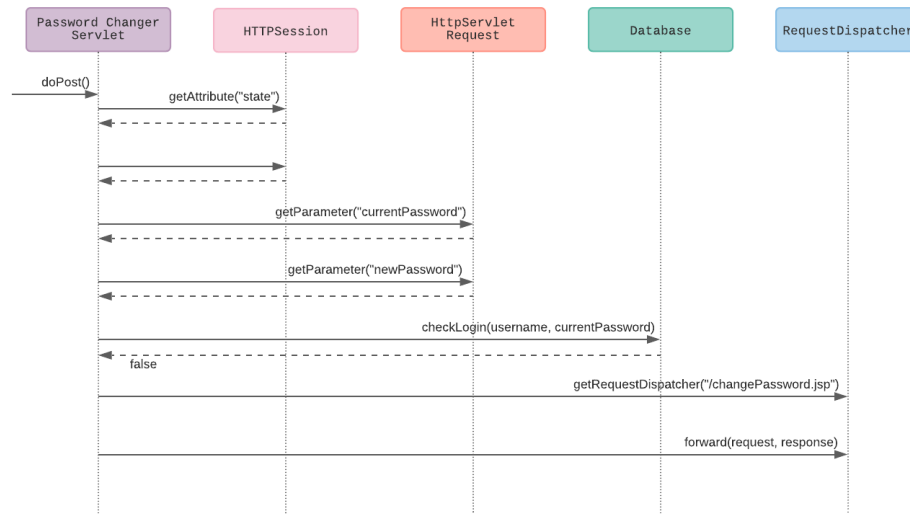 Password Changer
Servlet
HTTPSession
HttpServlet
Request
Database
RequestDispatcher
doPost()
getAttribute("state")
getParameter("currentPassword")
getParameter("newPassword")
checkLogin(username, currentPassword)
false
getRequestDispatcher("/changePassword.jsp")
forward(request, response)